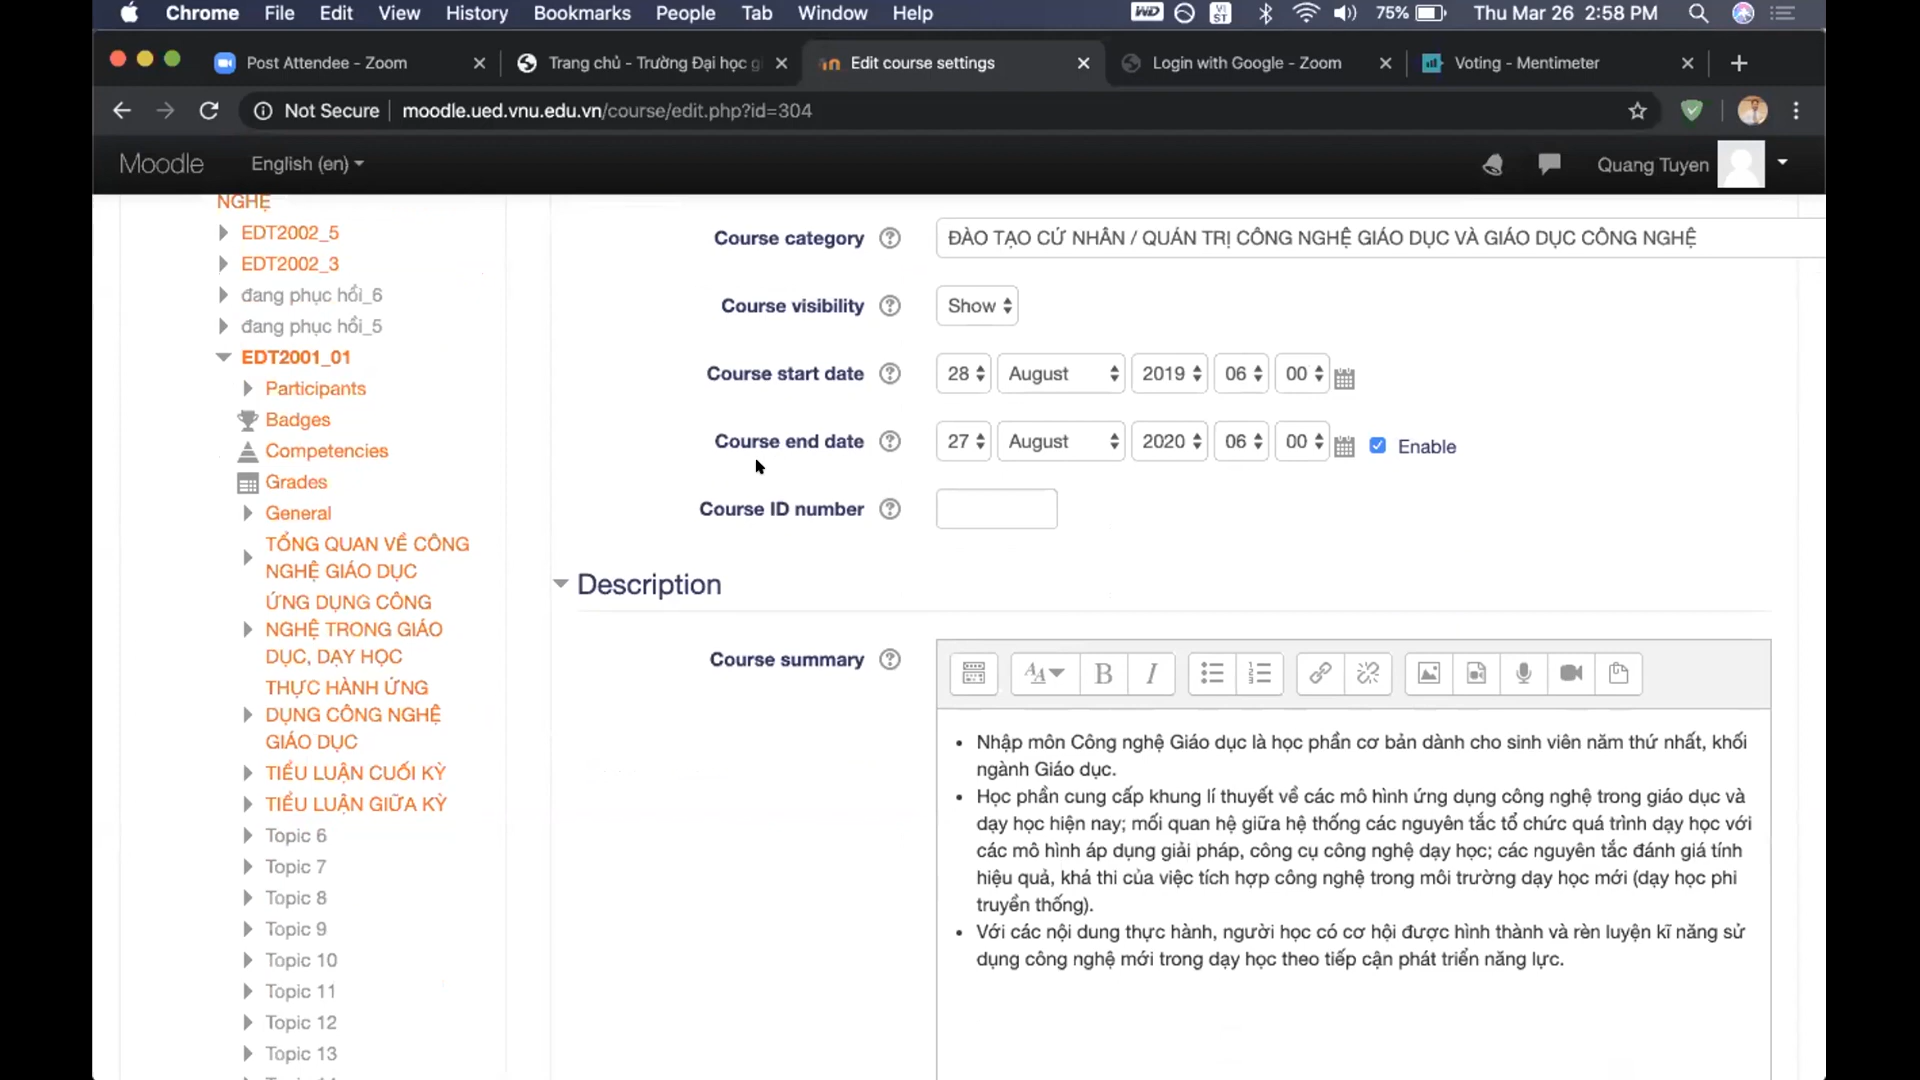 Chrome File Edit View History Bookmarks People Tab Window Help WD VI ST 75% Thu Mar 26 2:58 PM
Post Attendee - Zoom Trang chủ - Trường Đại học g Edit course settings Login with Google - Zoom Voting - Mentimeter
Not Secure moodle.ued.vnu.edu.vn/course/edit.php?id=304
Moodle English (en) Quang Tuyen
NGHỆ
EDT2002_5
EDT2002_3
đang phục hồi_6
đang phục hồi_5
EDT2001_01
Participants
Badges
Competencies
Grades
General
TỔNG QUAN VỀ CÔNG
NGHỆ GIÁO DỤC
ỨNG DỤNG CÔNG
NGHỆ TRONG GIÁO
DỤC, DẠY HỌC
THỰC HÀNH ỨNG
DỤNG CÔNG NGHỆ
GIÁO DỤC
TIỂU LUẬN CUỐI KỲ
TIỂU LUẬN GIỮA KỲ
Topic 6
Topic 7
Topic 8
Topic 9
Topic 10
Topic 11
Topic 12
Topic 13
Course category ĐÀO TẠO CỨ NHÂN / QUÁN TRỊ CÔNG NGHỆ GIÁO DỤC VÀ GIÁO DỤC CÔNG NGHỆ
Course visibility Show
Course start date 28 August 2019 06 00
Course end date 27 August 2020 06 00 Enable
Course ID number
Description
Course summary
Nhập môn Công nghệ Giáo dục là học phần cơ bản dành cho sinh viên năm thứ nhất, khối
ngành Giáo dục.
Học phần cung cấp khung lí thuyết về các mô hình ứng dụng công nghệ trong giáo dục và
dạy học hiện nay; mối quan hệ giữa hệ thống các nguyên tắc tổ chức quá trình dạy học với
các mô hình áp dụng giải pháp, công cụ công nghệ dạy học; các nguyên tắc đánh giá tính
hiệu quả, khả thi của việc tích hợp công nghệ trong môi trường dạy học mới (dạy học phi
truyền thống).
Với các nội dung thực hành, người học có cơ hội được hình thành và rèn luyện kĩ năng sử
dụng công nghệ mới trong dạy học theo tiếp cận phát triển năng lực.